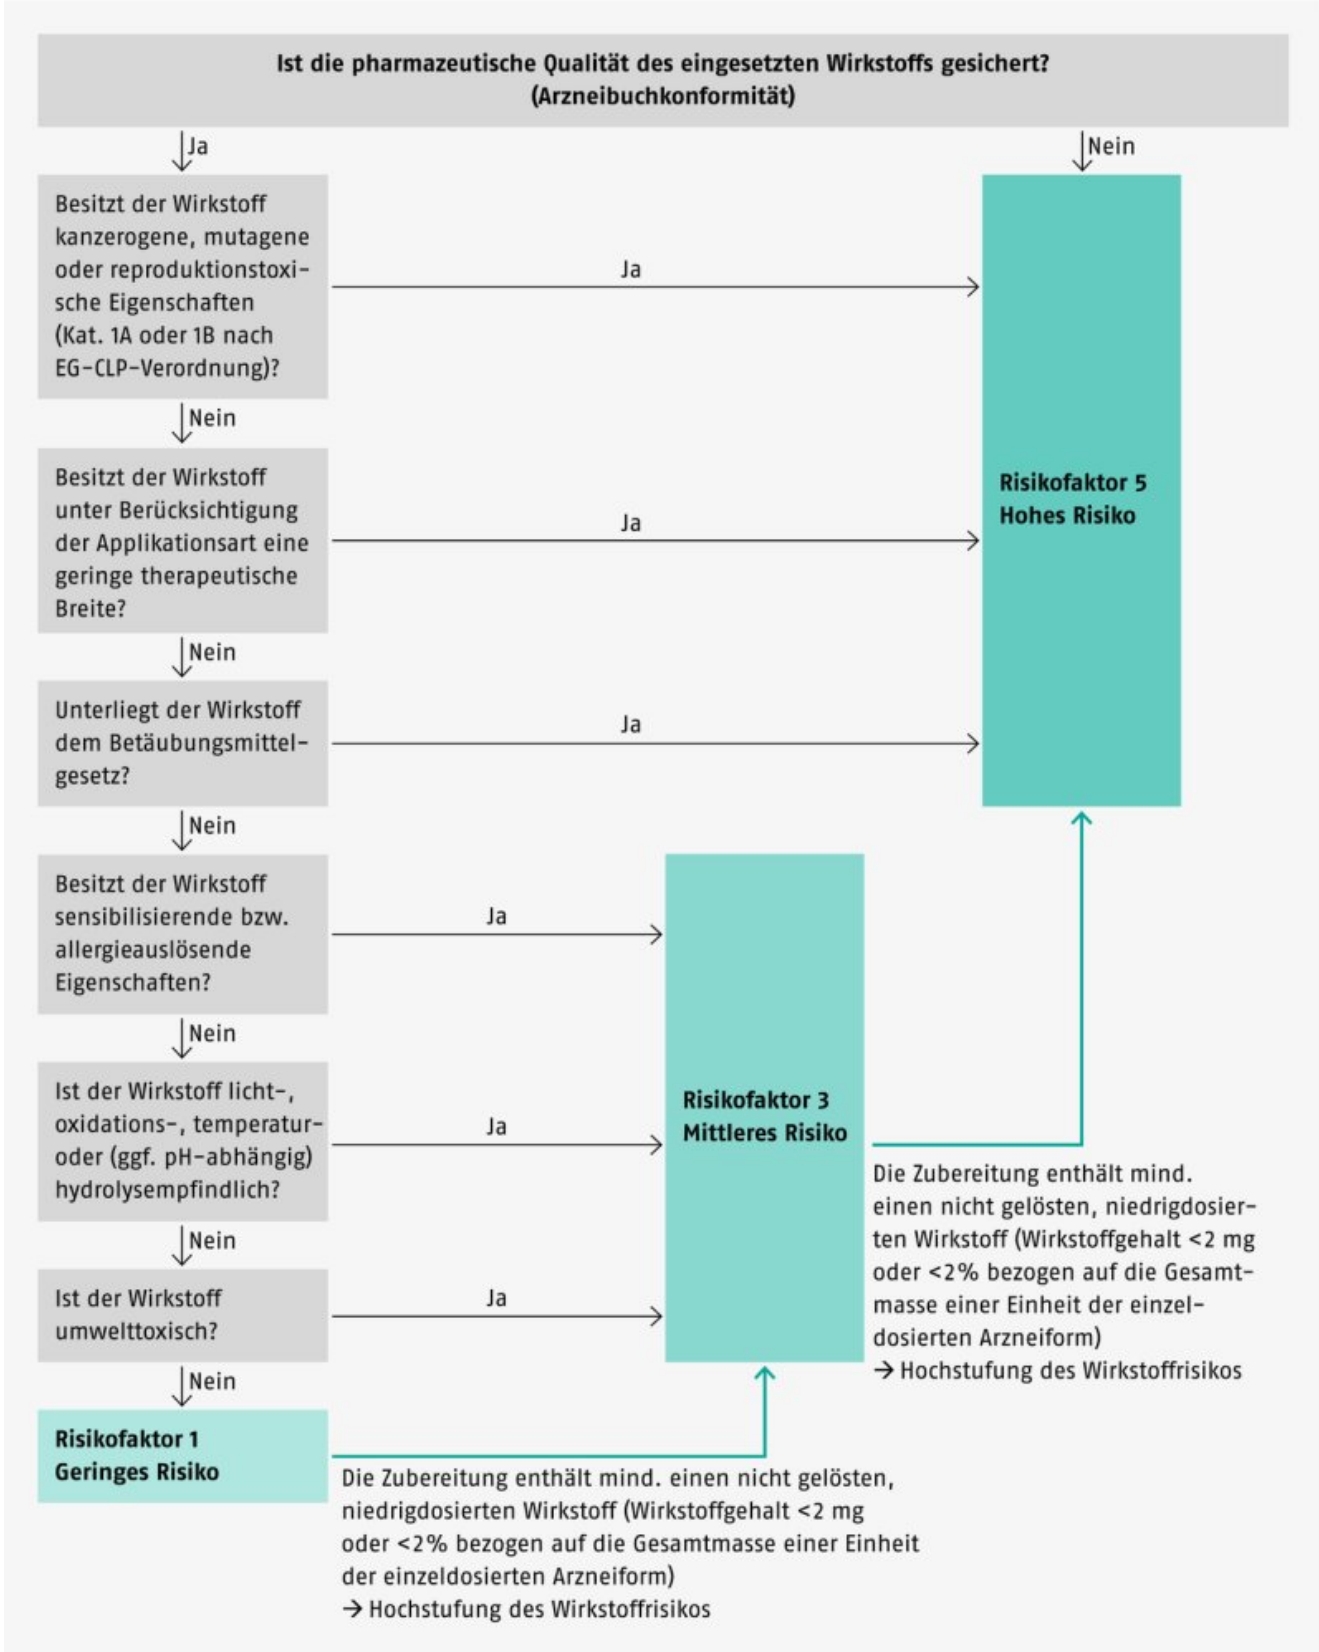 Ist die pharmazeutische Qualität des eingesetzten Wirkstoffs gesichert?
(Arzneibuchkonformität)
Ja
Nein
Besitzt der Wirkstoff
kanzerogene, mutagene
oder reproduktionstoxi-
sche Eigenschaften
(Kat. 1A oder 1B nach
EG-CLP-Verordnung)?
Ja
Nein
Besitzt der Wirkstoff
unter Berücksichtigung
der Applikationsart eine
geringe therapeutische
Breite?
Ja
Risikofaktor 5
Hohes Risiko
Nein
Unterliegt der Wirkstoff
dem Betäubungsmittel-
gesetz?
Ja
Nein
Besitzt der Wirkstoff
sensibilisierende bzw.
allergieauslösende
Eigenschaften?
Ja
Nein
Ist der Wirkstoff licht-,
oxidations-, temperatur-
oder (ggf. pH-abhängig)
hydrolysempfindlich?
Ja
Risikofaktor 3
Mittleres Risiko
Die Zubereitung enthält mind.
einen nicht gelösten, niedrigdosier-
ten Wirkstoff (Wirkstoffgehalt <2 mg
oder <2% bezogen auf die Gesamt-
masse einer Einheit der einzel-
dosierten Arzneiform)
→ Hochstufung des Wirkstoffrisikos
Nein
Ist der Wirkstoff
umwelttoxisch?
Ja
Nein
Risikofaktor 1
Geringes Risiko
Die Zubereitung enthält mind. einen nicht gelösten,
niedrigdosierten Wirkstoff (Wirkstoffgehalt <2 mg
oder <2% bezogen auf die Gesamtmasse einer Einheit
der einzeldosierten Arzneiform)
→ Hochstufung des Wirkstoffrisikos